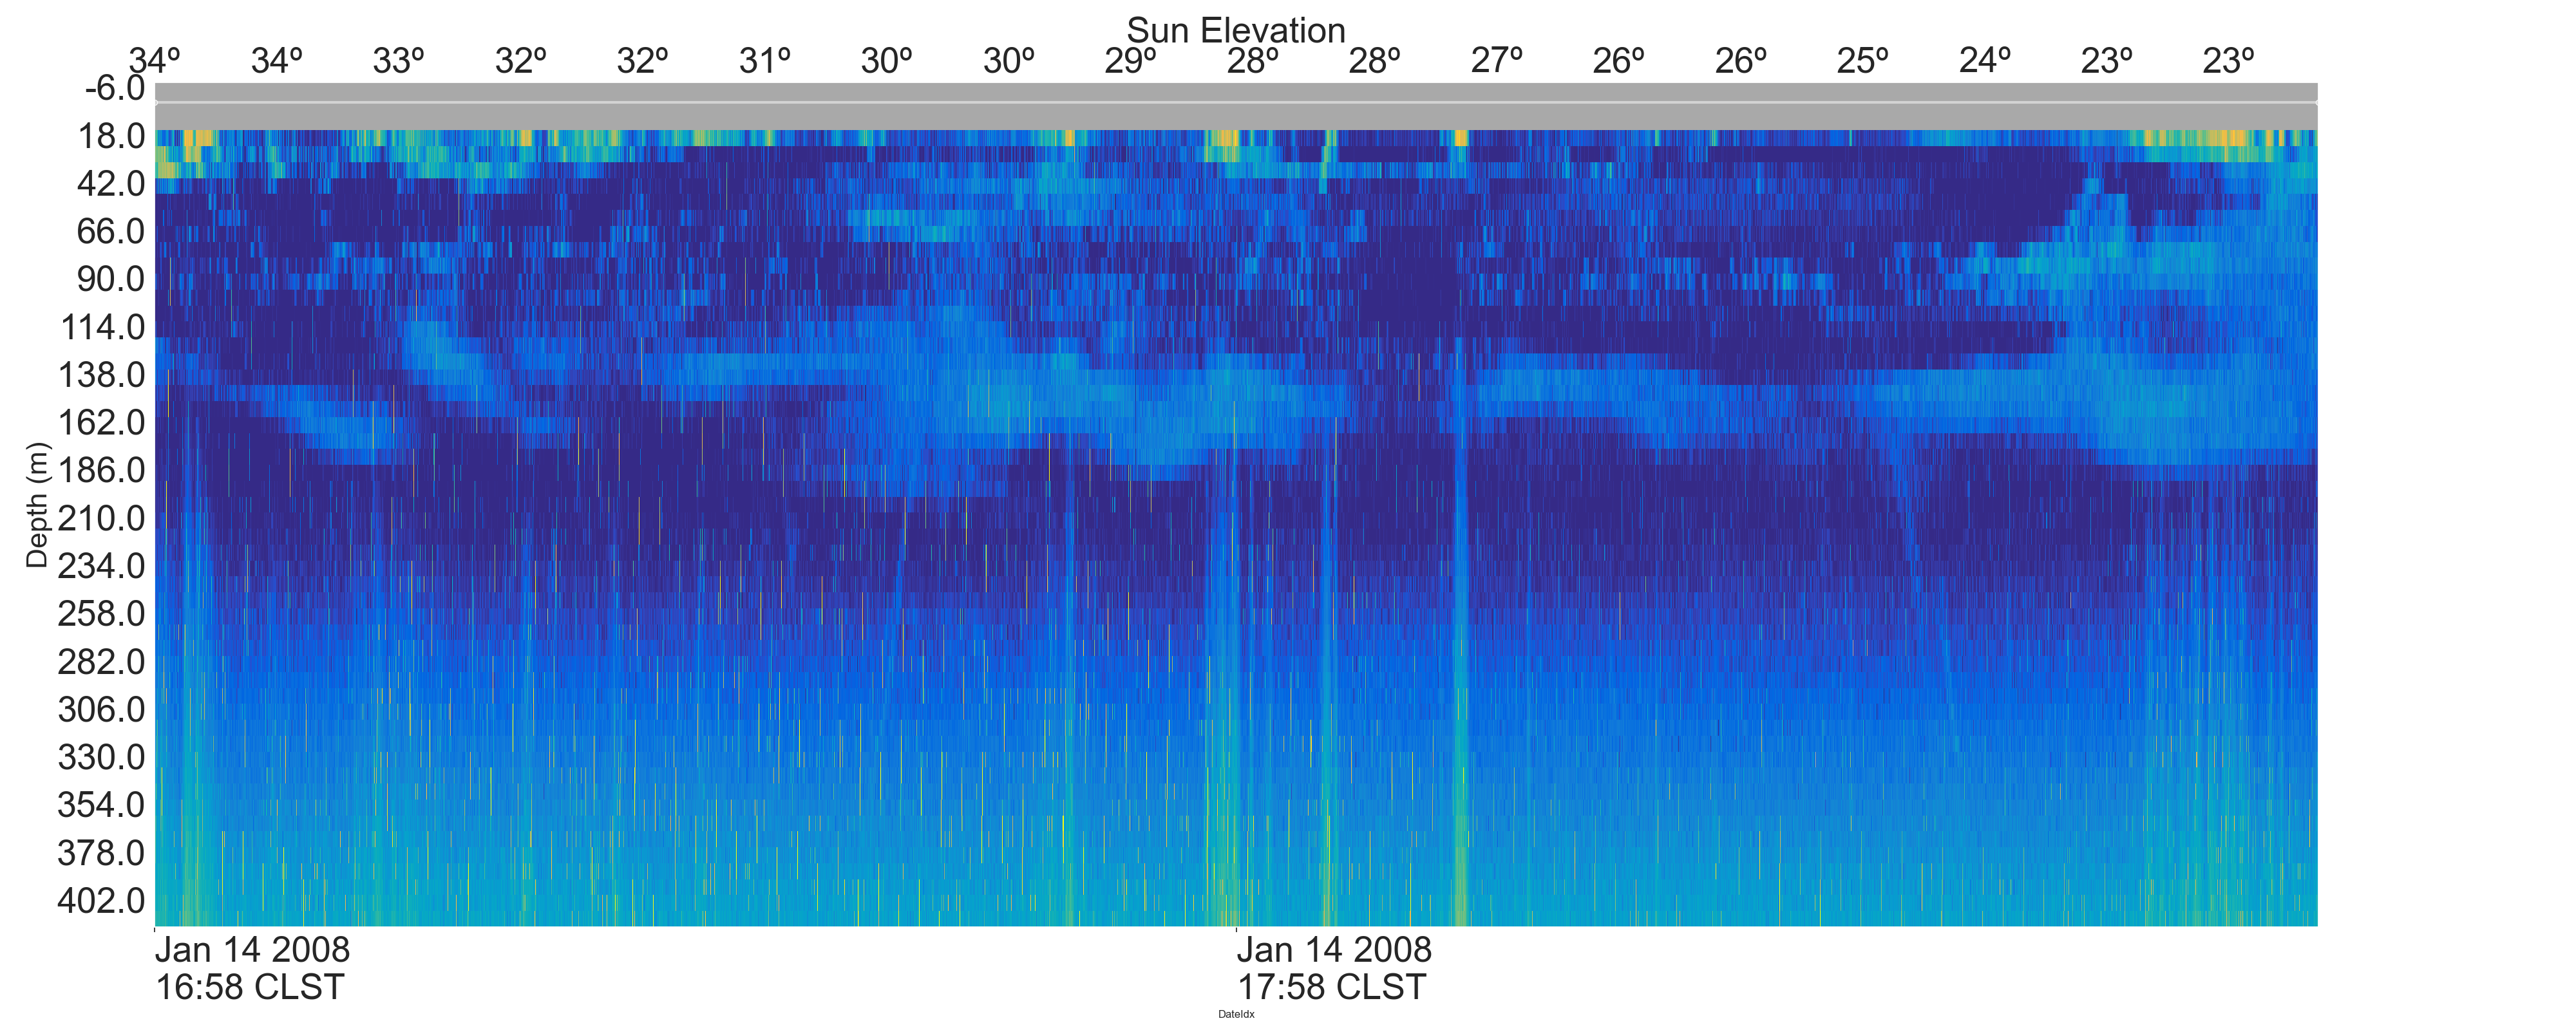 Sun Elevation
34º 34º 33º 32º 32º 31º 30º 30º 29º 28º 28º 27º 26º 26º 25º 24º 23º 23º
-6.0
18.0
42.0
66.0
90.0
114.0
138.0
162.0
186.0
210.0
234.0
258.0
282.0
306.0
330.0
354.0
378.0
402.0
Depth (m)
Jan 14 2008
16:58 CLST
Jan 14 2008
17:58 CLST
DateIdx